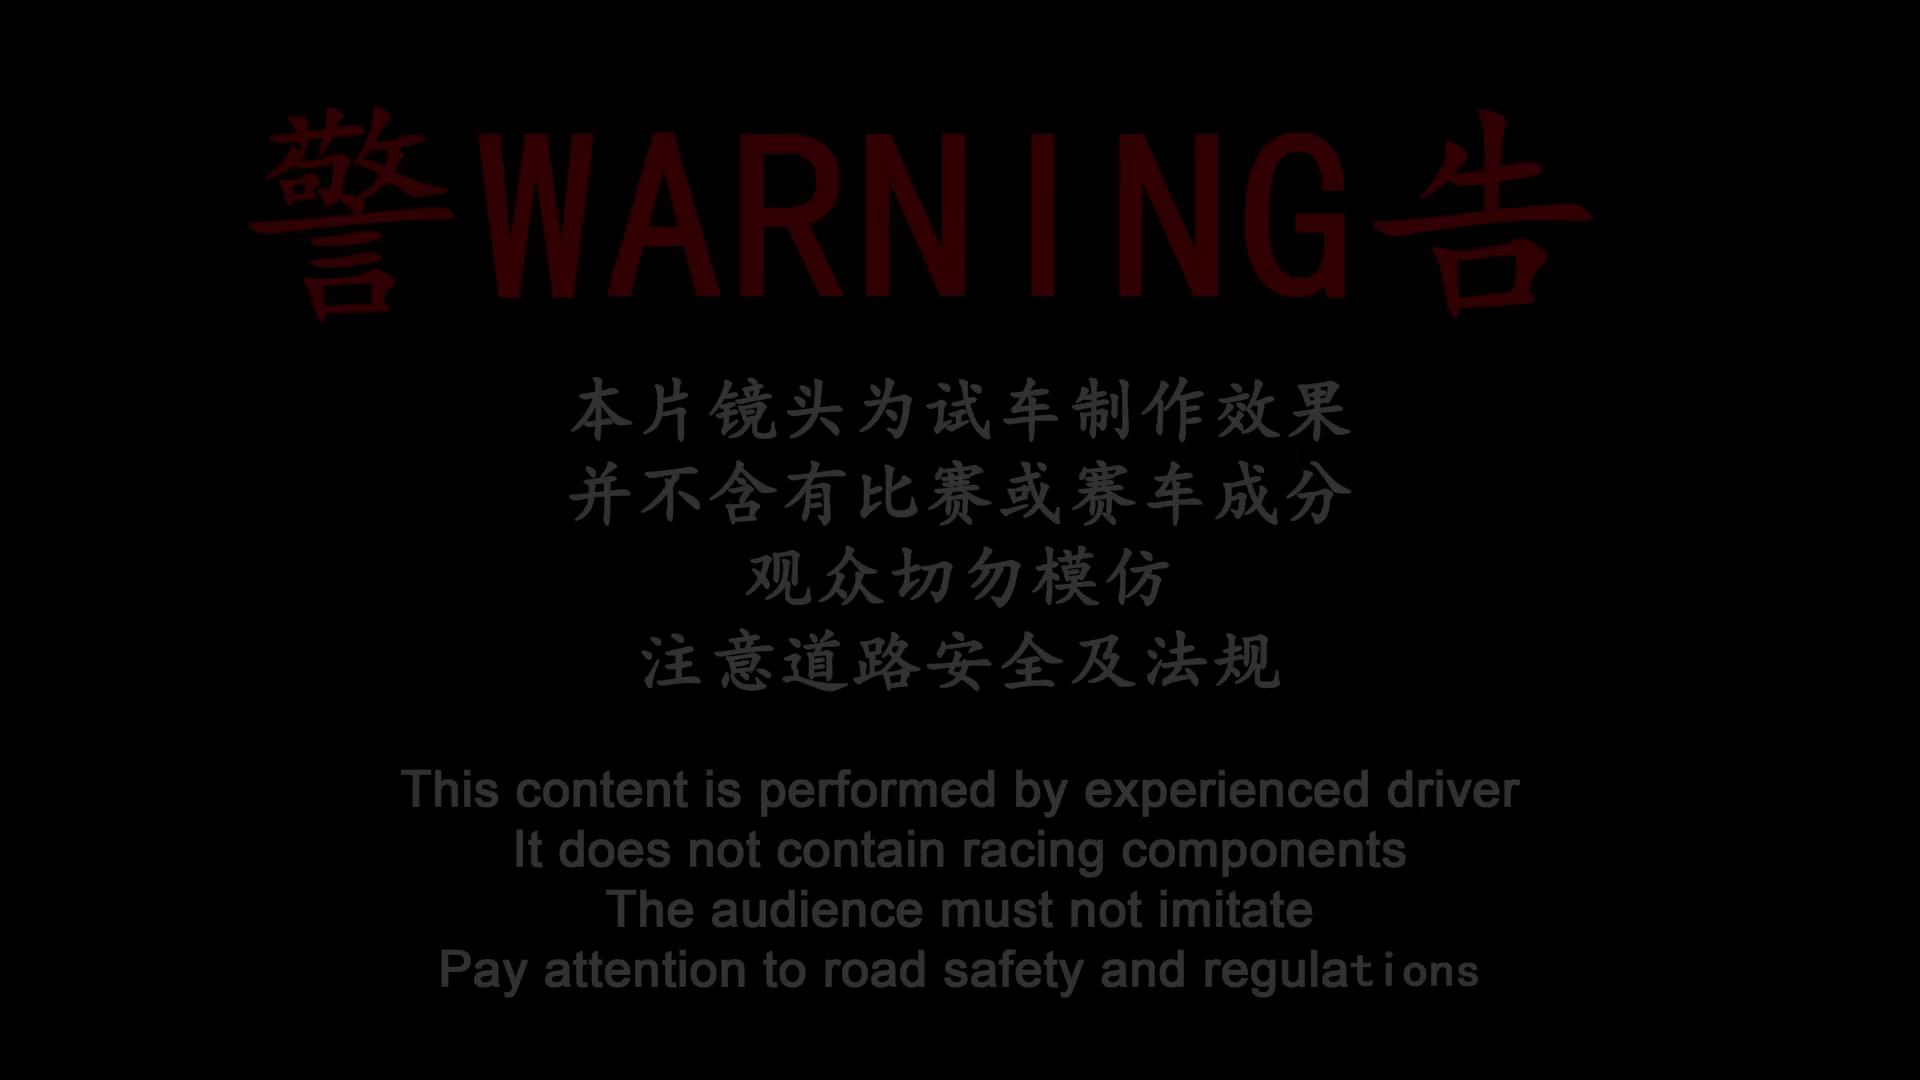 警WARNING告
本片镜头为试车制作效果
并不含有比赛或赛车成分
观众切勿模仿
注意道路安全及法规
This content is performed by experienced driver
It does not contain racing components
The audience must not imitate
Pay attention to road safety and regulations